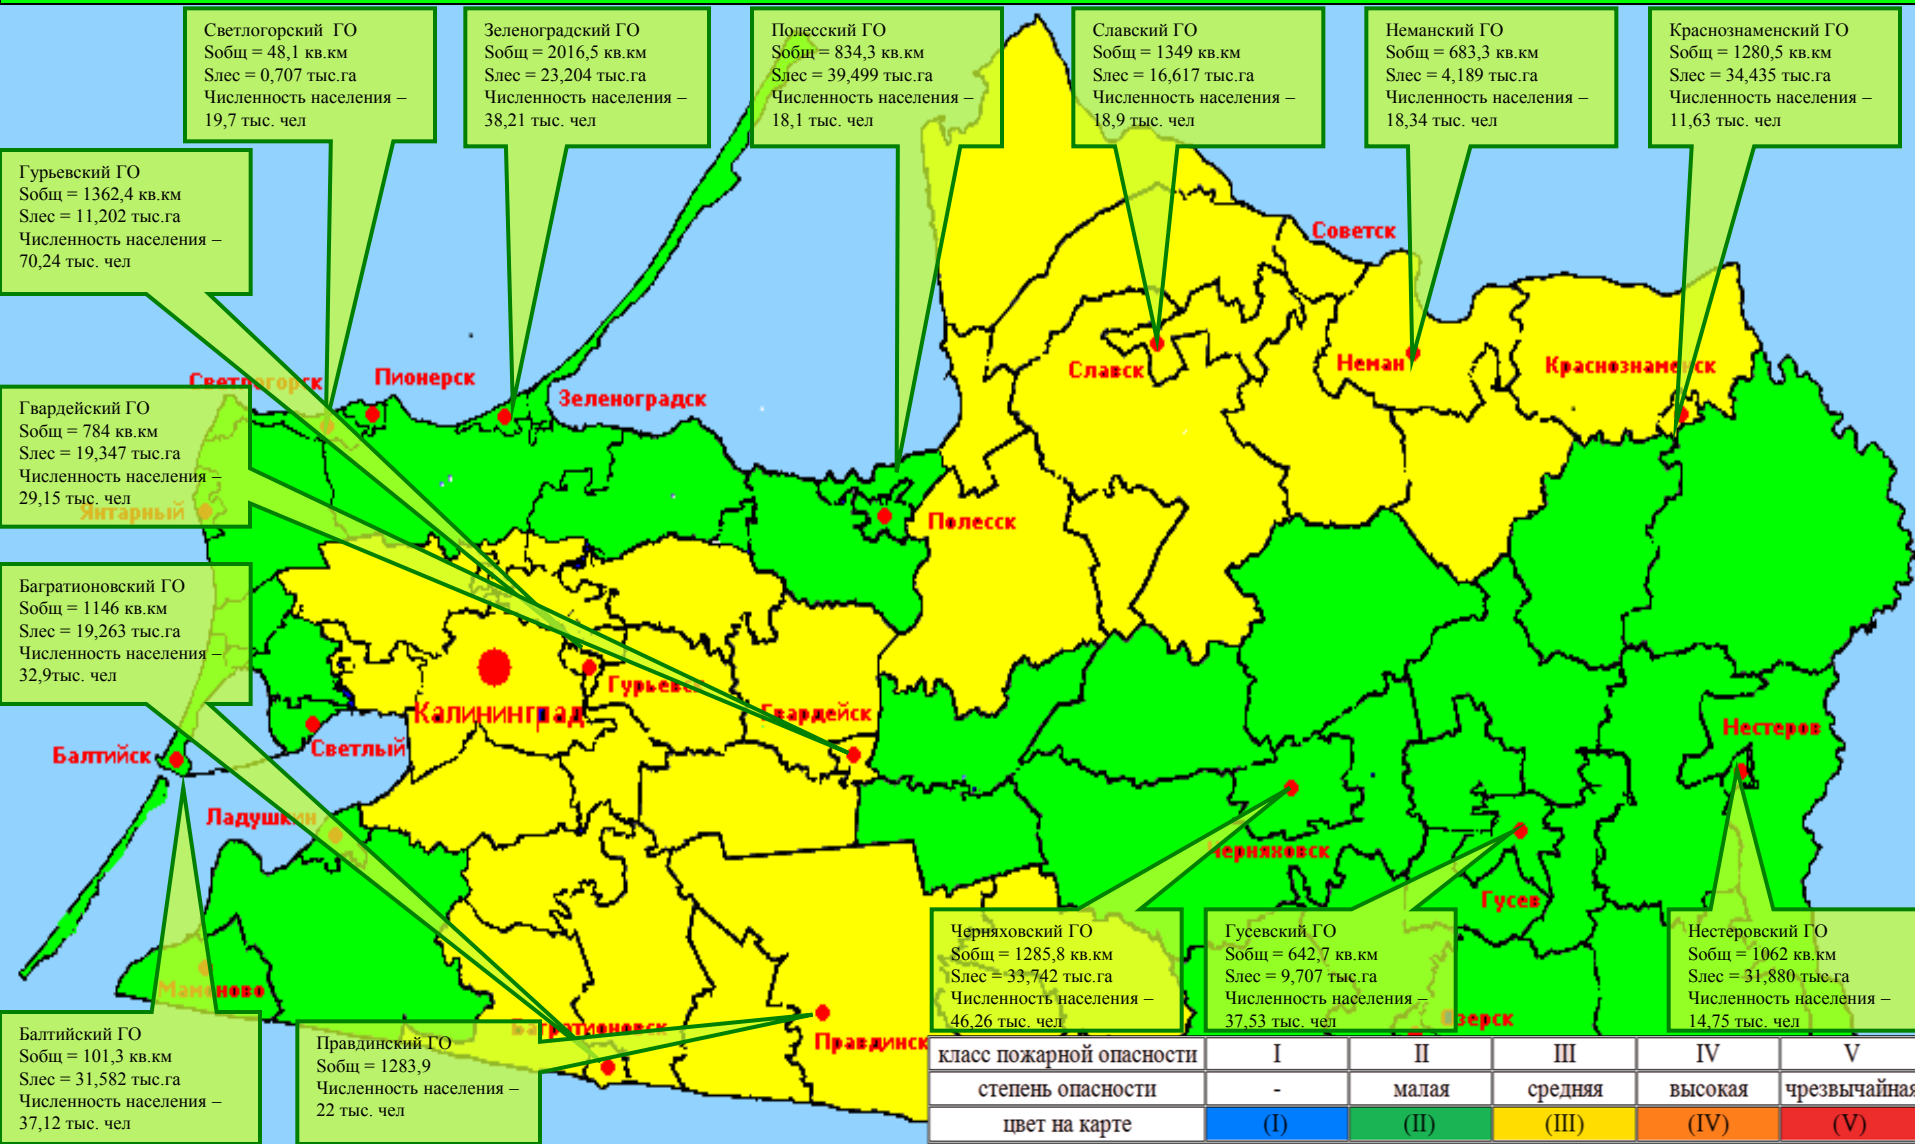 Светлогорский  ГО
Sобщ = 48,1 кв.км
Sлес = 0,707 тыс.га
Численность населения –
19,7 тыс. чел
Зеленоградский ГО
Sобщ = 2016,5 кв.км
Sлес = 23,204 тыс.га
Численность населения –
38,21 тыс. чел
Полесский ГО
Sобщ = 834,3 кв.км
Sлес = 39,499 тыс.га
Численность населения –
18,1 тыс. чел
Славский ГО
Sобщ = 1349 кв.км
Sлес = 16,617 тыс.га
Численность населения –
18,9 тыс. чел
Неманский ГО
Sобщ = 683,3 кв.км
Sлес = 4,189 тыс.га
Численность населения –
18,34 тыс. чел
Краснознаменский ГО
Sобщ = 1280,5 кв.км
Sлес = 34,435 тыс.га
Численность населения –
11,63 тыс. чел
Гурьевский ГО
Sобщ = 1362,4 кв.км
Sлес = 11,202 тыс.га
Численность населения –
70,24 тыс. чел
Советск
Славск
Неман
Краснознаменск
Светлогорск
Пионерск
Зеленоградск
Гвардейский ГО
Sобщ = 784 кв.км
Sлес = 19,347 тыс.га
Численность населения –
29,15 тыс. чел
Янтарный
Полесск
Багратионовский ГО
Sобщ = 1146 кв.км
Sлес = 19,263 тыс.га
Численность населения –
32,9тыс. чел
Гурьевск
Калининград
Гвардейск
Нестеров
Балтийск
Светлый
Ладушкин
Черняховск
Гусев
Мамоново
Багратионовск
Правдинск
Черняховский ГО
Sобщ = 1285,8 кв.км
Sлес = 33,742 тыс.га
Численность населения –
46,26 тыс. чел
Гусевский ГО
Sобщ = 642,7 кв.км
Sлес = 9,707 тыс.га
Численность населения –
37,53 тыс. чел
Нестеровский ГО
Sобщ = 1062 кв.км
Sлес = 31,880 тыс.га
Численность населения –
14,75 тыс. чел
Балтийский ГО
Sобщ = 101,3 кв.км
Sлес = 31,582 тыс.га
Численность населения –
37,12 тыс. чел
Правдинский ГО
Sобщ = 1283,9
Численность населения –
22 тыс. чел
класс пожарной опасности I II III IV V
степень опасности - малая средняя высокая чрезвычайная
цвет на карте (I) (II) (III) (IV) (V)